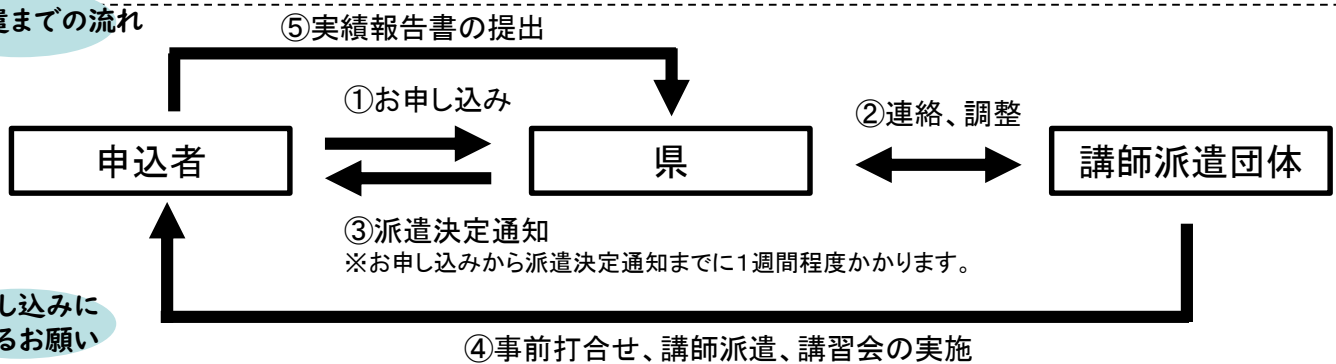 遣までの流れ
⑤実績報告書の提出
①お申し込み
②連絡、調整
申込者
県
講師派遣団体
③派遣決定通知
※お申し込みから派遣決定通知までに1週間程度かかります。
し込みに
るお願い
④事前打合せ、講師派遣、講習会の実施